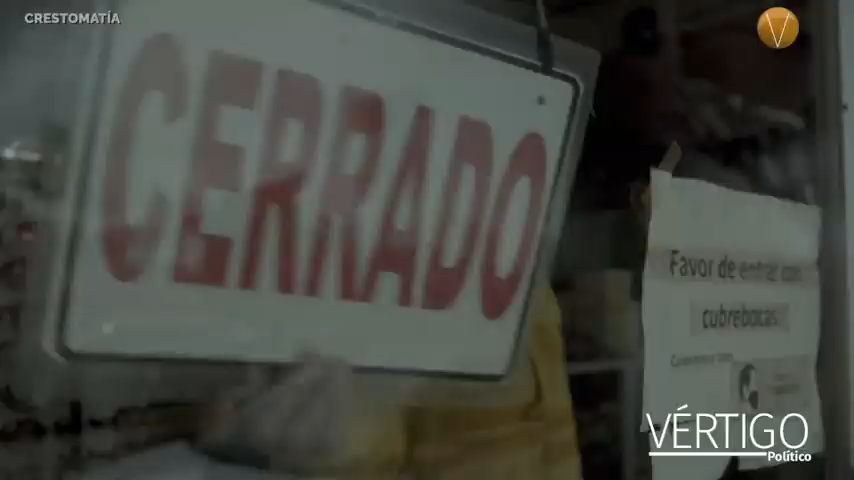 CRESTOMATÍA
V
CERRADO
Favor de entrar con
cubrebocas
VÉRTIGO
Político